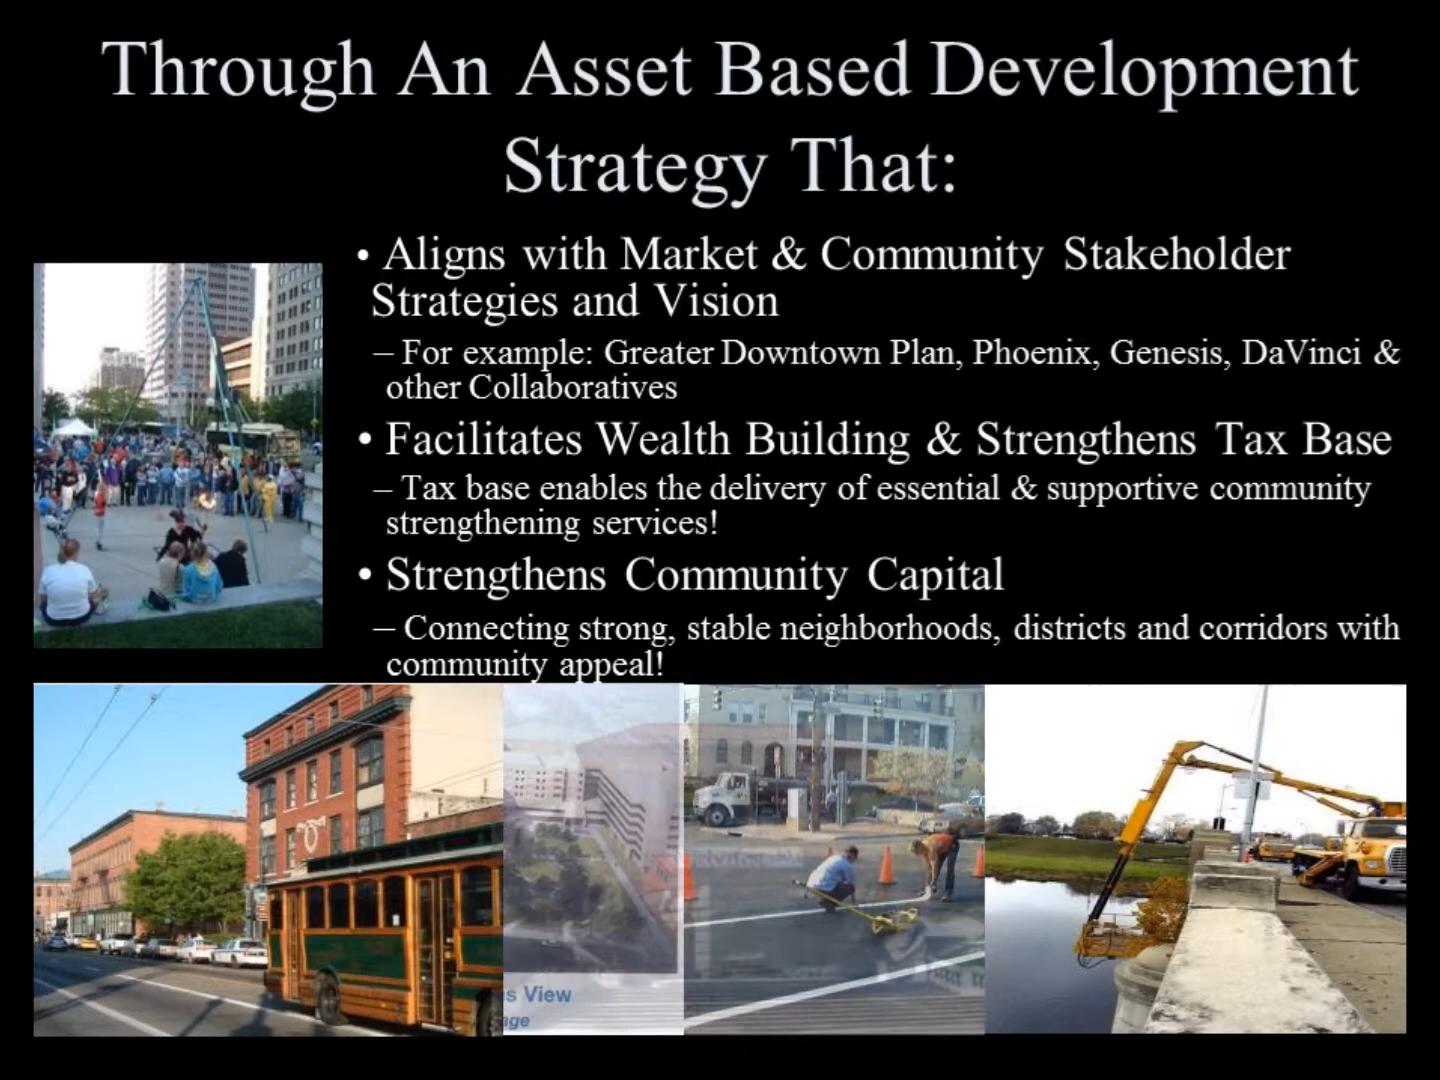 Through An Asset Based Development
Strategy That:
• Aligns with Market & Community Stakeholder
Strategies and Vision
– For example: Greater Downtown Plan, Phoenix, Genesis, DaVinci &
other Collaboratives
• Facilitates Wealth Building & Strengthens Tax Base
– Tax base enables the delivery of essential & supportive community
strengthening services!
• Strengthens Community Capital
– Connecting strong, stable neighborhoods, districts and corridors with
community appeal!
s View
age